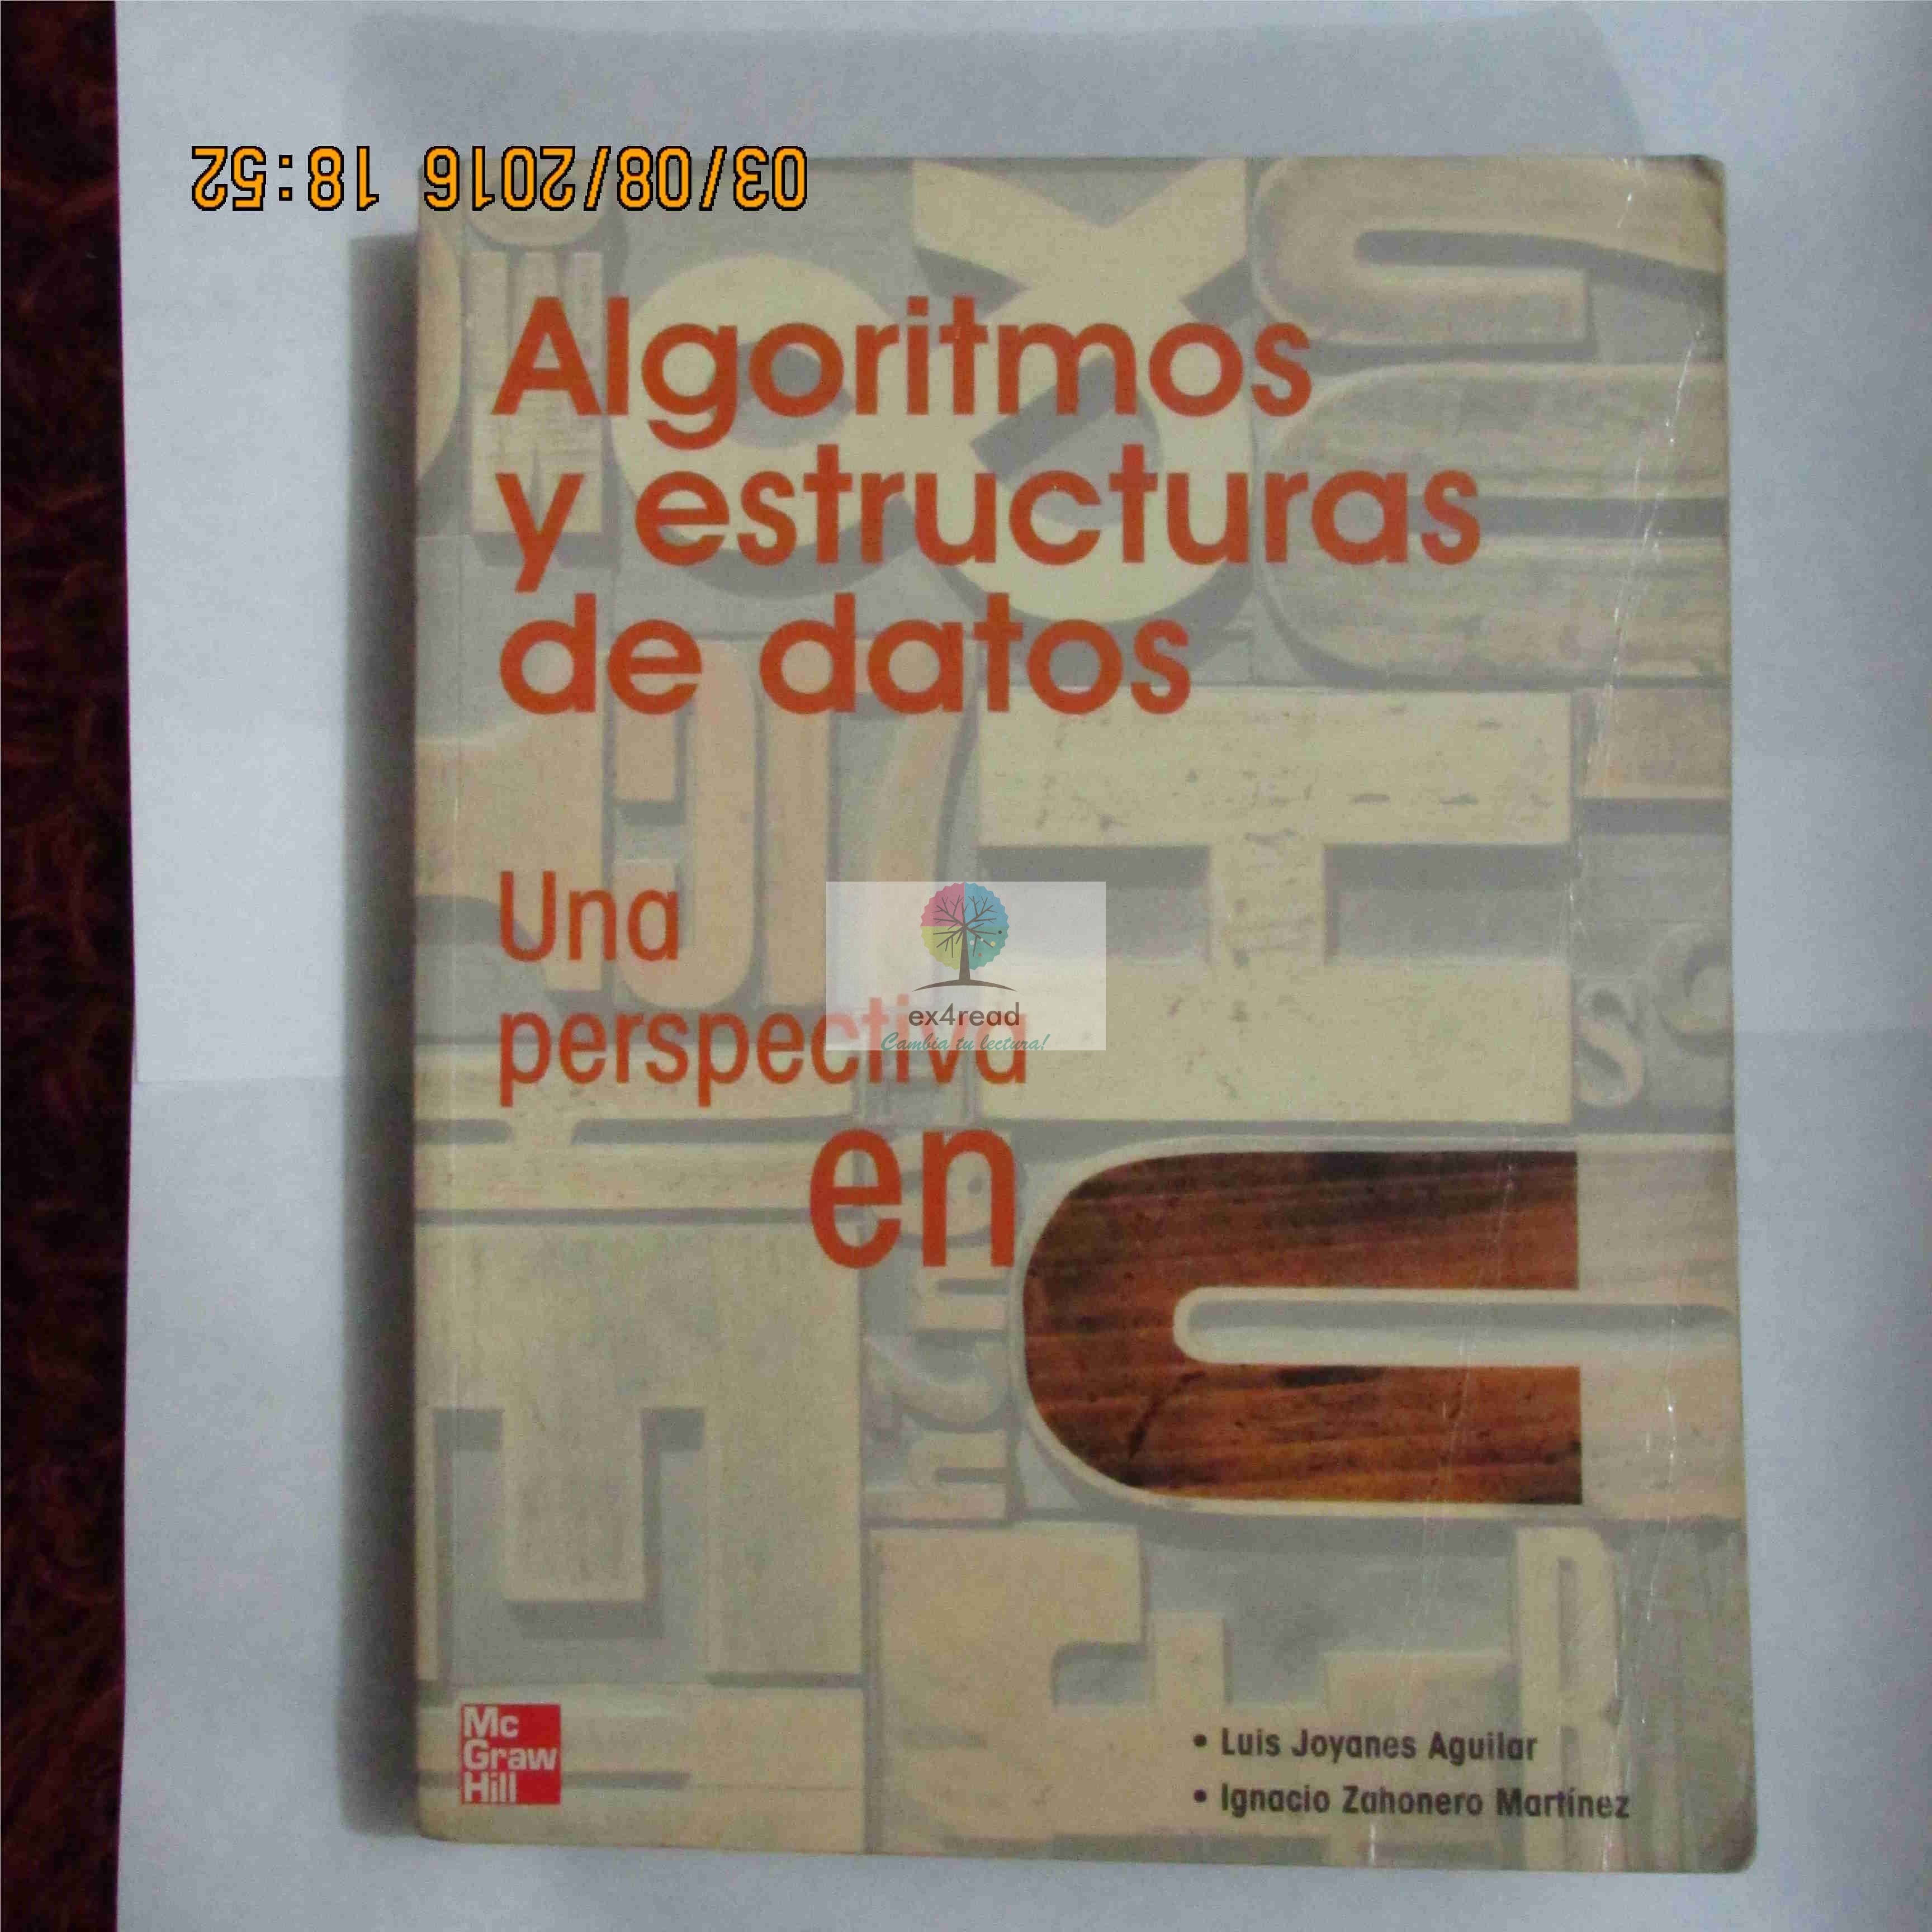 03/08/2016 18:52
Algoritmos
y estructuras
de datos
Una
perspectiva
en
C
ex4read
Cambia tu lectura!
Mc
Graw
Hill
• Luis Joyanes Aguilar
• Ignacio Zahonero Martínez